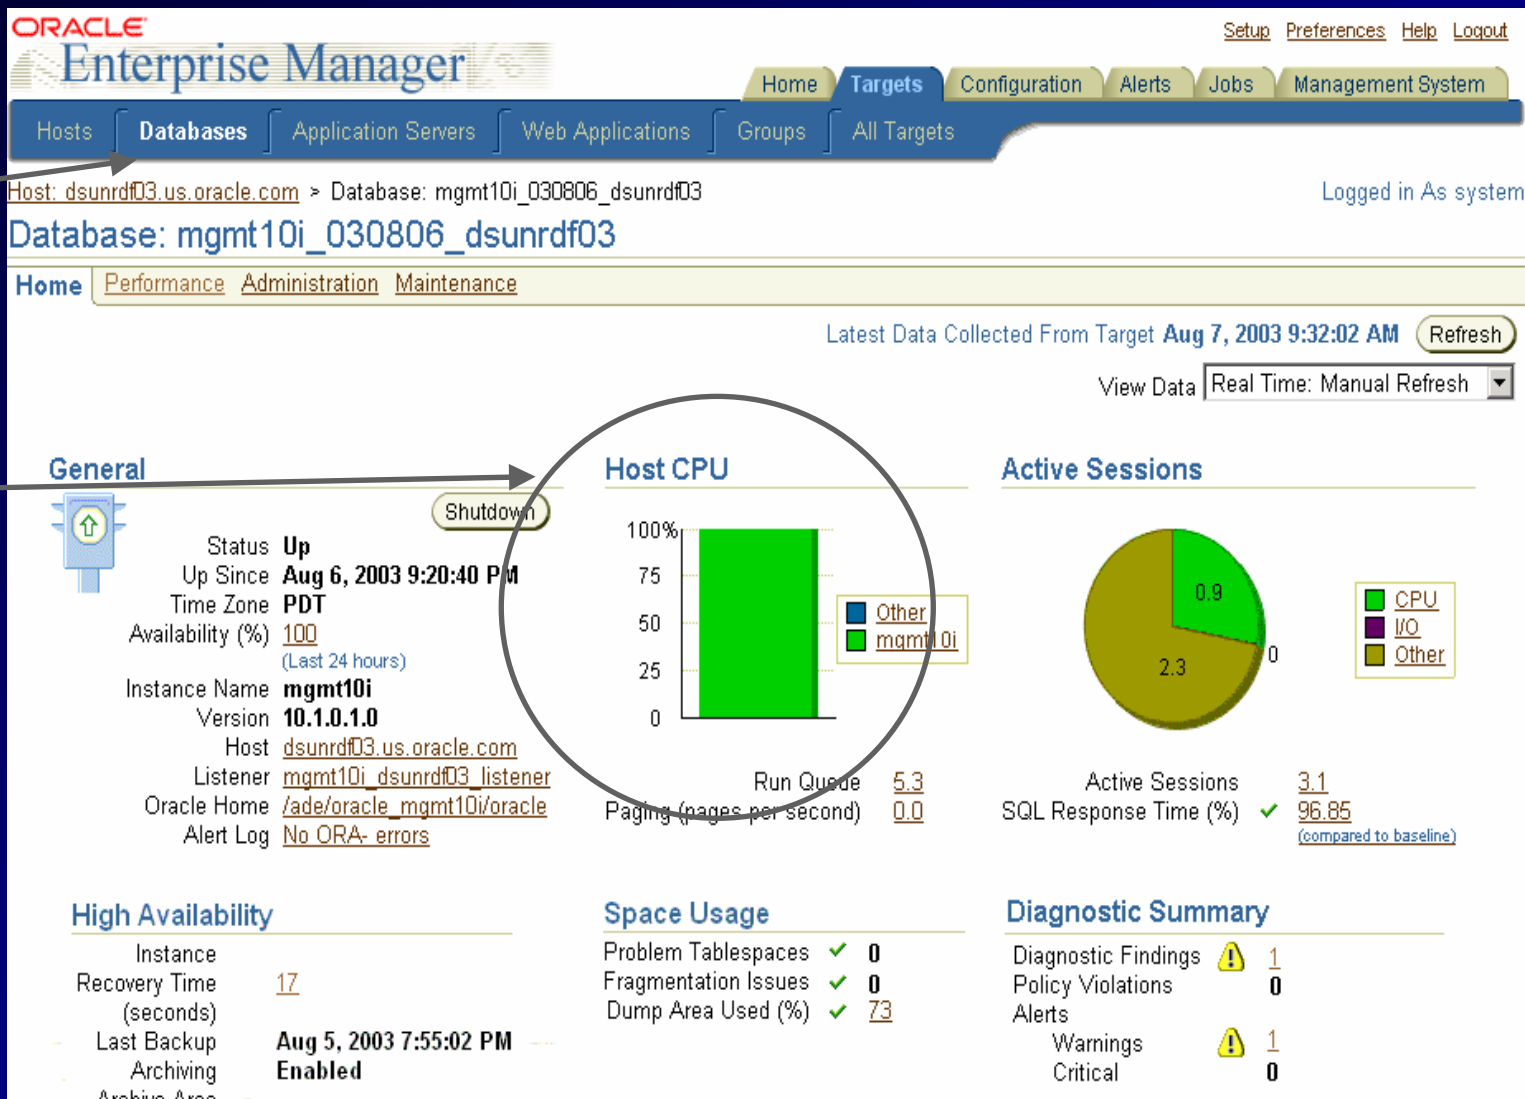 ORACLE
Enterprise Manager
Setup Preferences Help Logout
Home Targets Configuration Alerts Jobs Management System
Hosts Databases Application Servers Web Applications Groups All Targets
Host: dsunrdf03.us.oracle.com > Database: mgmt10i_030806_dsunrdf03
Logged in As system
Database: mgmt10i_030806_dsunrdf03
Home Performance Administration Maintenance
Latest Data Collected From Target Aug 7, 2003 9:32:02 AM Refresh
View Data Real Time: Manual Refresh
General
Shutdown
Status Up
Up Since Aug 6, 2003 9:20:40 PM
Time Zone PDT
Availability (%) 100
(Last 24 hours)
Instance Name mgmt10i
Version 10.1.0.1.0
Host dsunrdf03.us.oracle.com
Listener mgmt10i_dsunrdf03_listener
Oracle Home /ade/oracle_mgmt10i/oracle
Alert Log No ORA- errors
Host CPU
100%
75
50
25
0
Other
mgmt10i
Run Queue 5.3
Paging (pages per second) 0.0
Active Sessions
0.9
0
2.3
CPU
I/O
Other
Active Sessions 3.1
SQL Response Time (%) 96.85
(compared to baseline)
High Availability
Instance
Recovery Time 17
(seconds)
Last Backup Aug 5, 2003 7:55:02 PM
Archiving Enabled
Archive Area
Space Usage
Problem Tablespaces 0
Fragmentation Issues 0
Dump Area Used (%) 73
Diagnostic Summary
Diagnostic Findings 1
Policy Violations 0
Alerts
Warnings 1
Critical 0